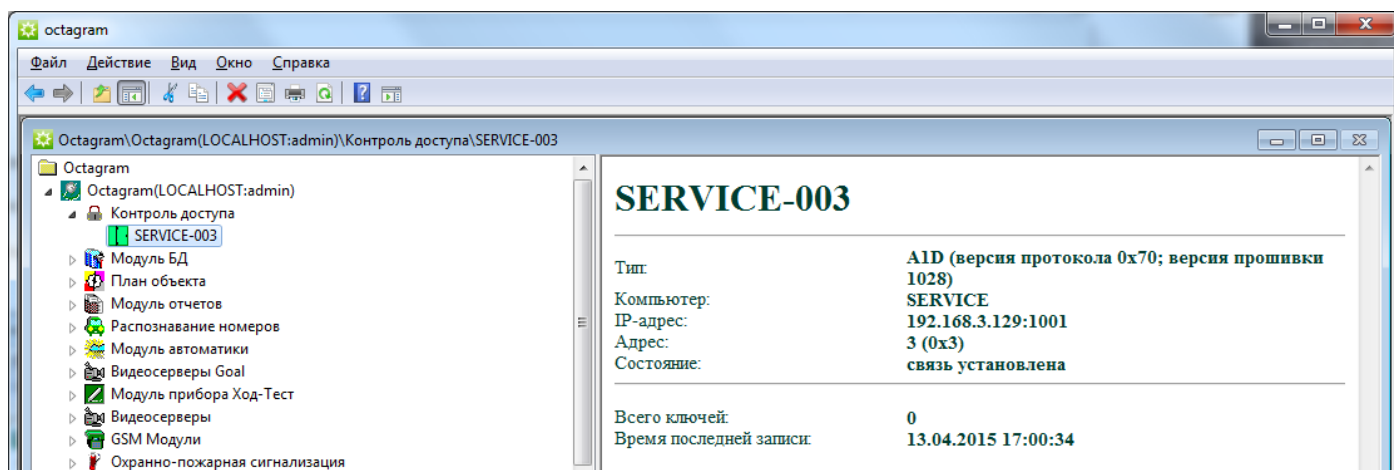 octagram
Файл Действие Вид Окно Справка
Octagram\Octagram(LOCALHOST:admin)\Контроль доступа\SERVICE-003
Octagram
Octagram(LOCALHOST:admin)
Контроль доступа
SERVICE-003
Модуль БД
План объекта
Модуль отчетов
Распознавание номеров
Модуль автоматики
Видеосерверы Goal
Модуль прибора Ход-Тест
Видеосерверы
GSM Модули
Охранно-пожарная сигнализация
SERVICE-003
Тип: A1D (версия протокола 0x70; версия прошивки
1028)
Компьютер: SERVICE
IP-адрес: 192.168.3.129:1001
Адрес: 3 (0x3)
Состояние: связь установлена
Всего ключей: 0
Время последней записи: 13.04.2015 17:00:34